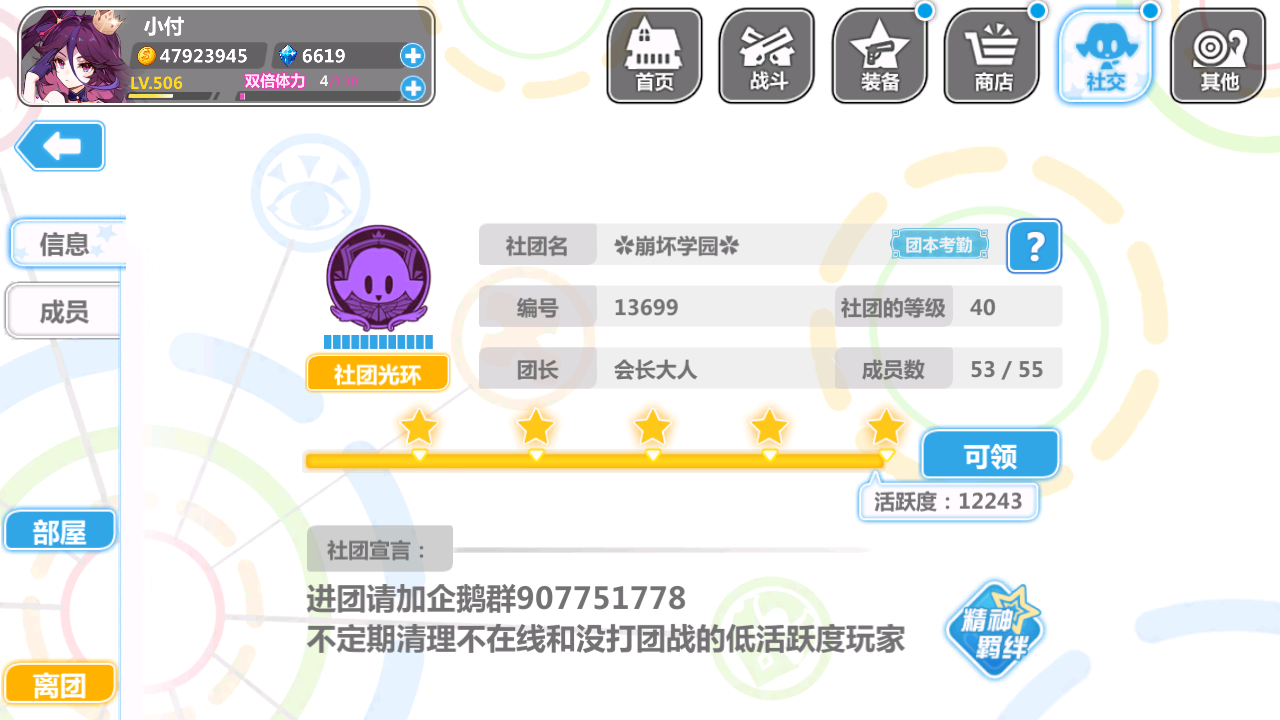 小付
47923945
6619
LV.506
双倍体力
首页
战斗
装备
商店
社交
其他
信息
成员
部屋
离团
社团光环
社团名
✽崩坏学园✽
团本考勤
?
编号
13699
社团的等级
40
团长
会长大人
成员数
53 / 55
可领
活跃度：12243
社团宣言：
进团请加企鹅群907751778
不定期清理不在线和没打团战的低活跃度玩家
精神
羁绊